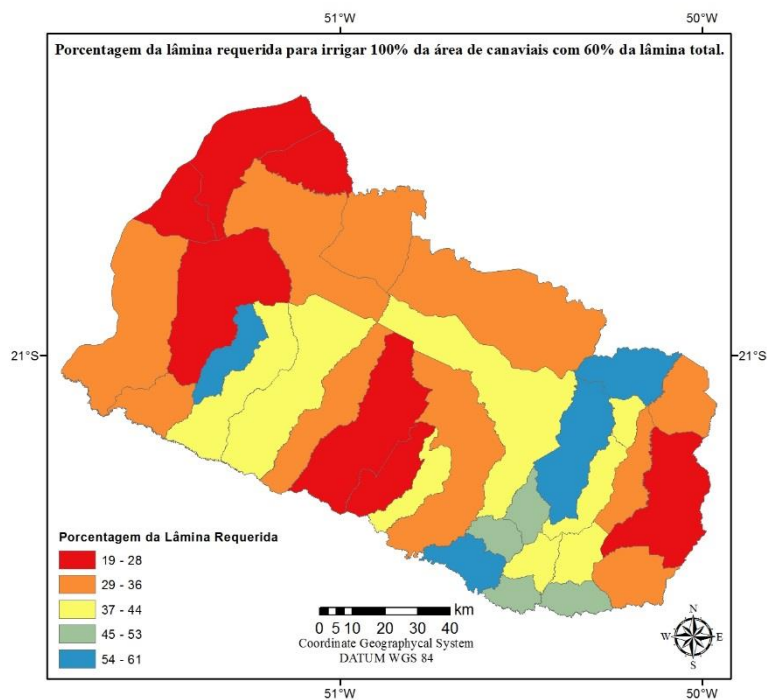 51°W 50°W
Porcentagem da lâmina requerida para irrigar 100% da área de canaviais com 60% da lâmina total.
21°S 21°S
Porcentagem da Lâmina Requerida
19 - 28
29 - 36
37 - 44
45 - 53
54 - 61
km
0 5 10 20 30 40
Coordinate Geographycal System
DATUM WGS 84
N
W E
S
51°W 50°W